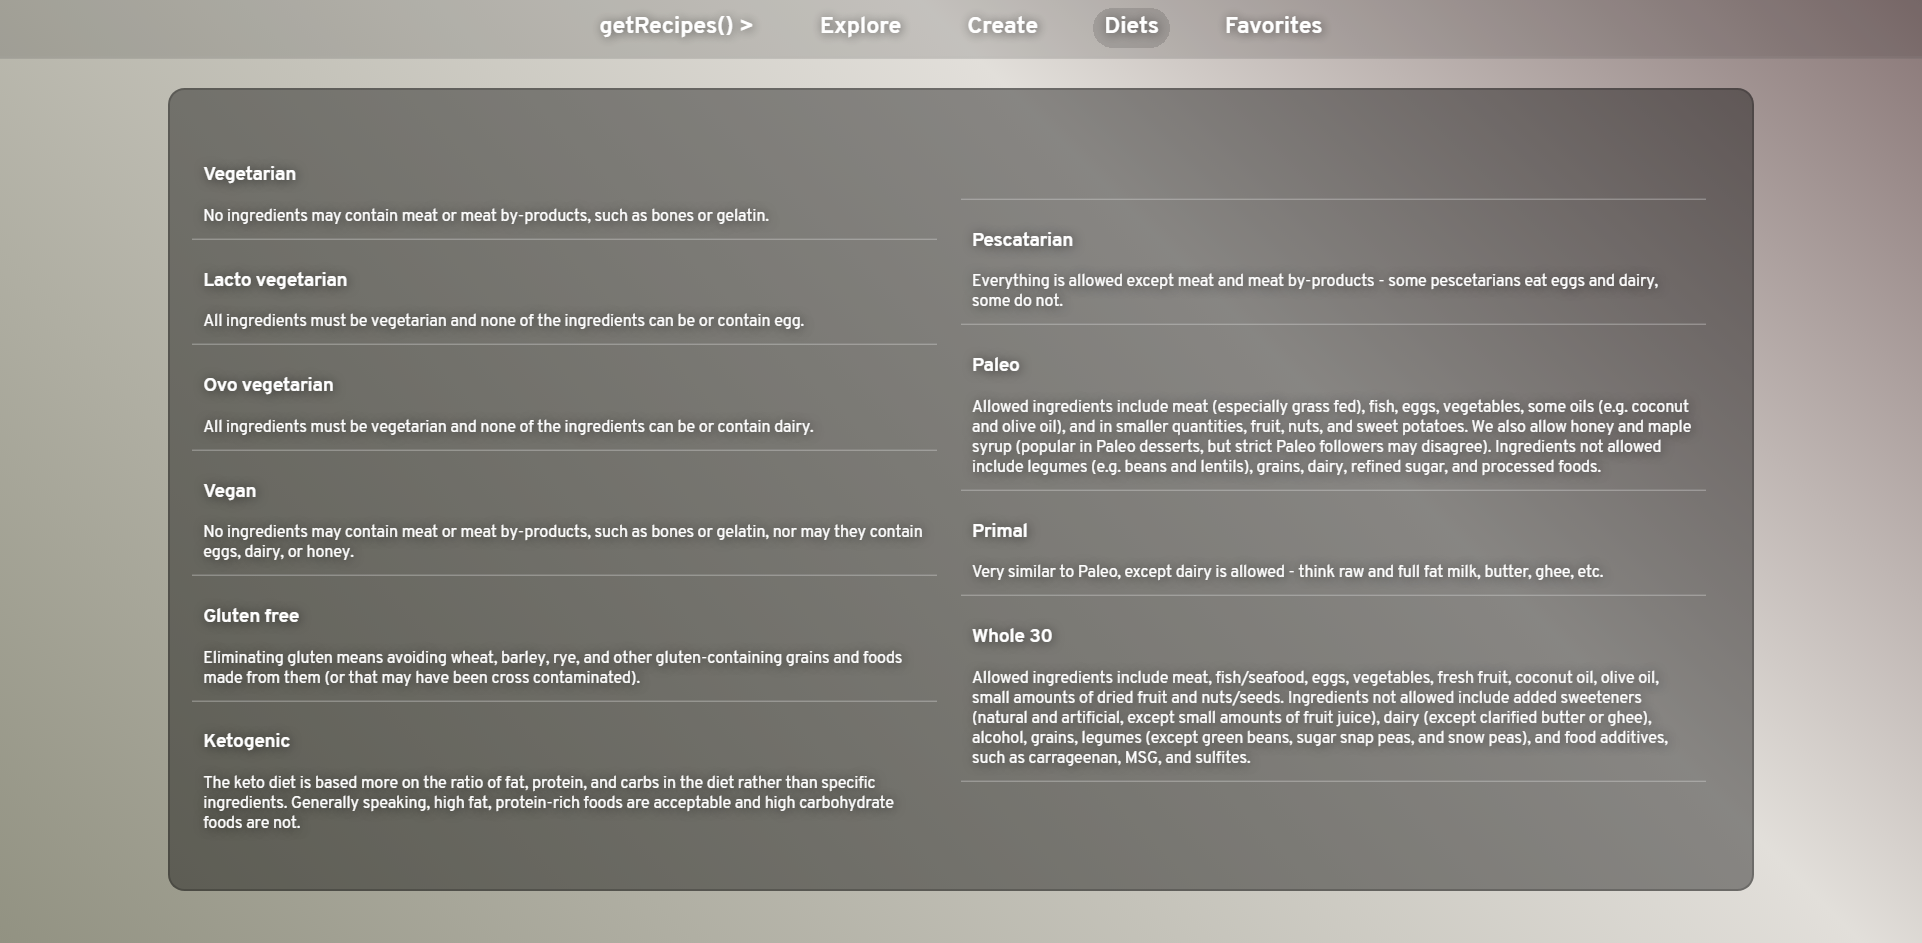 getRecipes() > Explore Create Diets Favorites
Vegetarian
No ingredients may contain meat or meat by-products, such as bones or gelatin.
Lacto vegetarian
All ingredients must be vegetarian and none of the ingredients can be or contain egg.
Ovo vegetarian
All ingredients must be vegetarian and none of the ingredients can be or contain dairy.
Vegan
No ingredients may contain meat or meat by-products, such as bones or gelatin, nor may they contain
eggs, dairy, or honey.
Gluten free
Eliminating gluten means avoiding wheat, barley, rye, and other gluten-containing grains and foods
made from them (or that may have been cross contaminated).
Ketogenic
The keto diet is based more on the ratio of fat, protein, and carbs in the diet rather than specific
ingredients. Generally speaking, high fat, protein-rich foods are acceptable and high carbohydrate
foods are not.
Pescatarian
Everything is allowed except meat and meat by-products - some pescetarians eat eggs and dairy,
some do not.
Paleo
Allowed ingredients include meat (especially grass fed), fish, eggs, vegetables, some oils (e.g. coconut
and olive oil), and in smaller quantities, fruit, nuts, and sweet potatoes. We also allow honey and maple
syrup (popular in Paleo desserts, but strict Paleo followers may disagree). Ingredients not allowed
include legumes (e.g. beans and lentils), grains, dairy, refined sugar, and processed foods.
Primal
Very similar to Paleo, except dairy is allowed - think raw and full fat milk, butter, ghee, etc.
Whole 30
Allowed ingredients include meat, fish/seafood, eggs, vegetables, fresh fruit, coconut oil, olive oil,
small amounts of dried fruit and nuts/seeds. Ingredients not allowed include added sweeteners
(natural and artificial, except small amounts of fruit juice), dairy (except clarified butter or ghee),
alcohol, grains, legumes (except green beans, sugar snap peas, and snow peas), and food additives,
such as carrageenan, MSG, and sulfites.